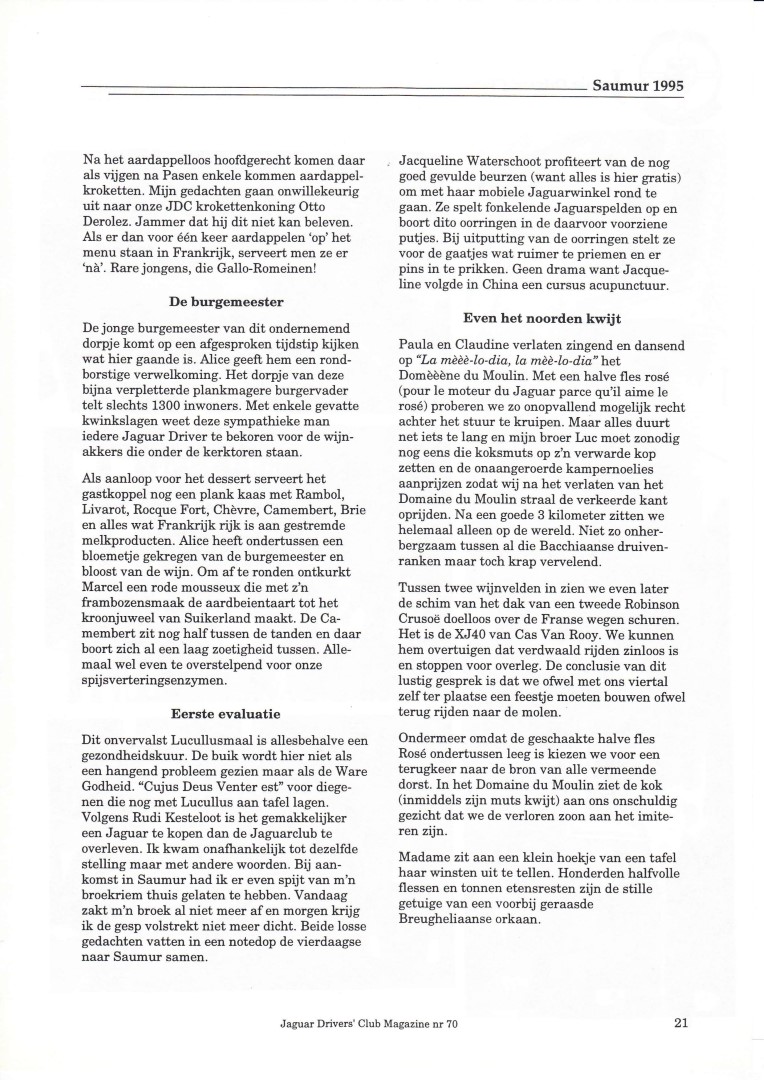 Saumur 1995
Na het aardappelloos hoofdgerecht komen daar
als vijgen na Pasen enkele kommen aardappel-
kroketten. Mijn gedachten gaan onwillekeurig
uit naar onze JDC krokettenkoning Otto
Derolez. Jammer dat hij dit niet kan beleven.
Als er dan voor één keer aardappelen ‘op’ het
menu staan in Frankrijk, serveert men ze er
‘nà’. Rare jongens, die Gallo-Romeinen!
De burgemeester
De jonge burgemeester van dit ondernemend
dorpje komt op een afgesproken tijdstip kijken
wat hier gaande is. Alice geeft hem een rond-
borstige verwelkoming. Het dorpje van deze
bijna verpletterde plankmagere burgervader
telt slechts 1300 inwoners. Met enkele gevatte
kwinkslagen weet deze sympathieke man
iedere Jaguar Driver te bekoren voor de wijn-
akkers die onder de kerktoren staan.
Als aanloop voor het dessert serveert het
gastkoppel nog een plank kaas met Rambol,
Livarot, Rocque Fort, Chèvre, Camembert, Brie
en alles wat Frankrijk rijk is aan gestremde
melkproducten. Alice heeft ondertussen een
bloemetje gekregen van de burgemeester en
bloost van de wijn. Om af te ronden ontkurkt
Marcel een rode mousseux die met z’n
frambozensmaak de aardbeientaart tot het
kroonjuweel van Suikerland maakt. De Ca-
membert zit nog half tussen de tanden en daar
boort zich al een laag zoetigheid tussen. Alle-
maal wel even te overstelpend voor onze
spijsverteringsenzymen.
Eerste evaluatie
Dit onvervalst Lucullusmaal is allesbehalve een
gezondheidskuur. De buik wordt hier niet als
een hangend probleem gezien maar als de Ware
Godheid. “Cujus Deus Venter est” voor diege-
nen die nog met Lucullus aan tafel lagen.
Volgens Rudi Kesteloot is het gemakkelijker
een Jaguar te kopen dan de Jaguarclub te
overleven. Ik kwam onafhankelijk tot dezelfde
stelling maar met andere woorden. Bij aan-
komst in Saumur had ik er even spijt van m’n
broekriem thuis gelaten te hebben. Vandaag
zakt m’n broek al niet meer af en morgen krijg
ik de gesp volstrekt niet meer dicht. Beide losse
gedachten vatten in een notedop de vierdaagse
naar Saumur samen.
Jacqueline Waterschoot profiteert van de nog
goed gevulde beurzen (want alles is hier gratis)
om met haar mobiele Jaguarwinkel rond te
gaan. Ze spelt fonkelende Jaguarspelden op en
boort dito oorringen in de daarvoor voorziene
putjes. Bij uitputting van de oorringen stelt ze
voor de gaatjes wat ruimer te priemen en er
pins in te prikken. Geen drama want Jacque-
line volgde in China een cursus acupunctuur.
Even het noorden kwijt
Paula en Claudine verlaten zingend en dansend
op “La mèèè-lo-dia, la mèè-lo-dia” het
Domèèène du Moulin. Met een halve fles rosé
(pour le moteur du Jaguar parce qu’il aime le
rosé) proberen we zo onopvallend mogelijk recht
achter het stuur te kruipen. Maar alles duurt
net iets te lang en mijn broer Luc moet zonodig
nog eens die koksmuts op z’n verwarde kop
zetten en de onaangeroerde kampernoelies
aanprijzen zodat wij na het verlaten van het
Domaine du Moulin straal de verkeerde kant
oprijden. Na een goede 3 kilometer zitten we
helemaal alleen op de wereld. Niet zo onher-
bergzaam tussen al die Bacchiaanse druiven-
ranken maar toch krap vervelend.
Tussen twee wijnvelden in zien we even later
de schim van het dak van een tweede Robinson
Crusoë doelloos over de Franse wegen schuren.
Het is de XJ40 van Cas Van Rooy. We kunnen
hem overtuigen dat verdwaald rijden zinloos is
en stoppen voor overleg. De conclusie van dit
lustig gesprek is dat we ofwel met ons viertal
zelf ter plaatse een feestje moeten bouwen ofwel
terug rijden naar de molen.
Ondermeer omdat de geschaakte halve fles
Rosé ondertussen leeg is kiezen we voor een
terugkeer naar de bron van alle vermeende
dorst. In het Domaine du Moulin ziet de kok
(inmiddels zijn muts kwijt) aan ons onschuldig
gezicht dat we de verloren zoon aan het imite-
ren zijn.
Madame zit aan een klein hoekje van een tafel
haar winsten uit te tellen. Honderden halfvolle
flessen en tonnen etensresten zijn de stille
getuige van een voorbij geraasde
Breugheliaanse orkaan.
Jaguar Drivers’ Club Magazine nr 70
21